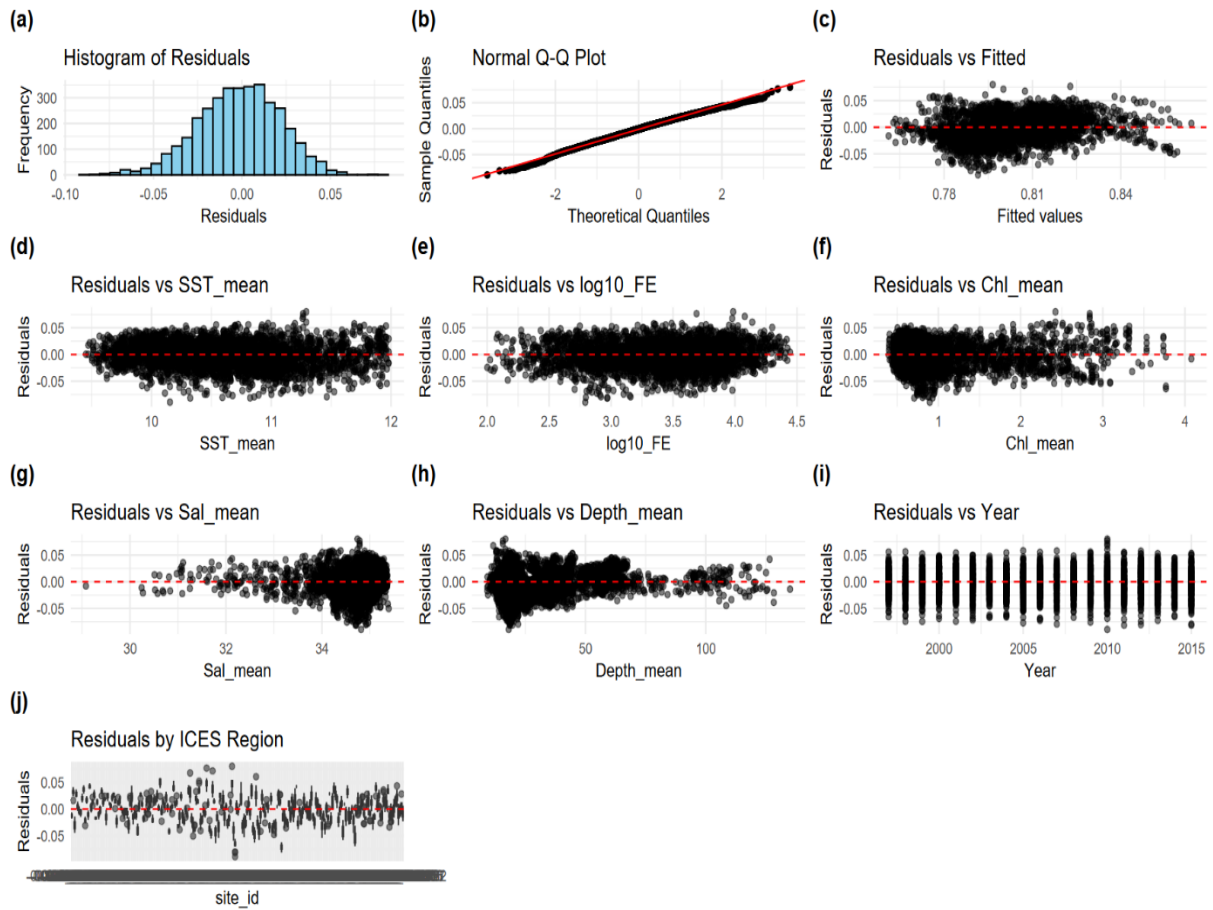 (a)
Histogram of Residuals
Frequency
300
200
100
0
-0.10
-0.05
0.00
0.05
Residuals
(b)
Normal Q-Q Plot
Sample Quantiles
0.05
0.00
-0.05
-2
0
2
Theoretical Quantiles
(c)
Residuals vs Fitted
Residuals
0.05
0.00
-0.05
0.78
0.81
0.84
Fitted values
(d)
Residuals vs SST_mean
Residuals
0.05
0.00
-0.05
10
11
12
SST_mean
(e)
Residuals vs log10_FE
Residuals
0.05
0.00
-0.05
2.0
2.5
3.0
3.5
4.0
4.5
log10_FE
(f)
Residuals vs Chl_mean
Residuals
0.05
0.00
-0.05
1
2
3
4
Chl_mean
(g)
Residuals vs Sal_mean
Residuals
0.05
0.00
-0.05
30
32
34
Sal_mean
(h)
Residuals vs Depth_mean
Residuals
0.05
0.00
-0.05
50
100
Depth_mean
(i)
Residuals vs Year
Residuals
0.05
0.00
-0.05
2000
2005
2010
2015
Year
(j)
Residuals by ICES Region
Residuals
0.05
0.00
-0.05
site_id